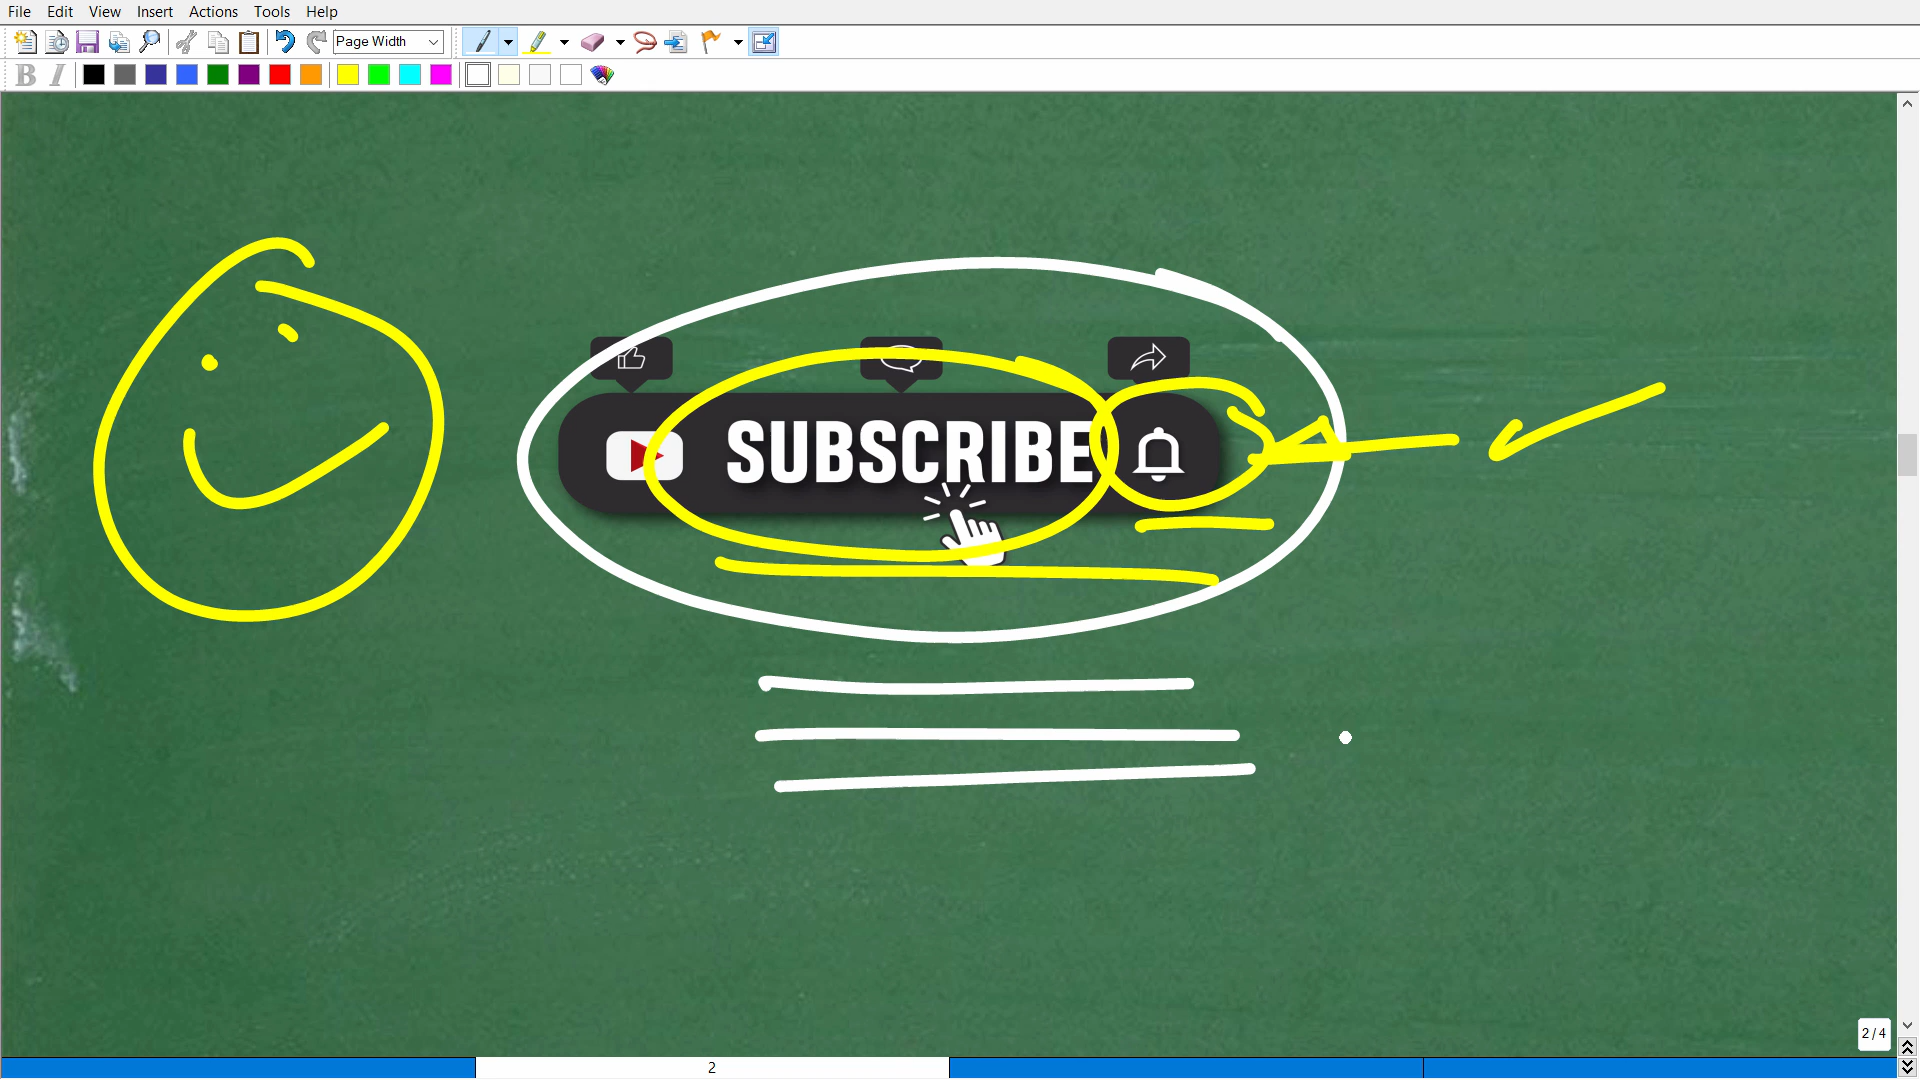 File Edit View Insert Actions Tools Help
Page Width
B I
SUBSCRIBE
2 / 4
2